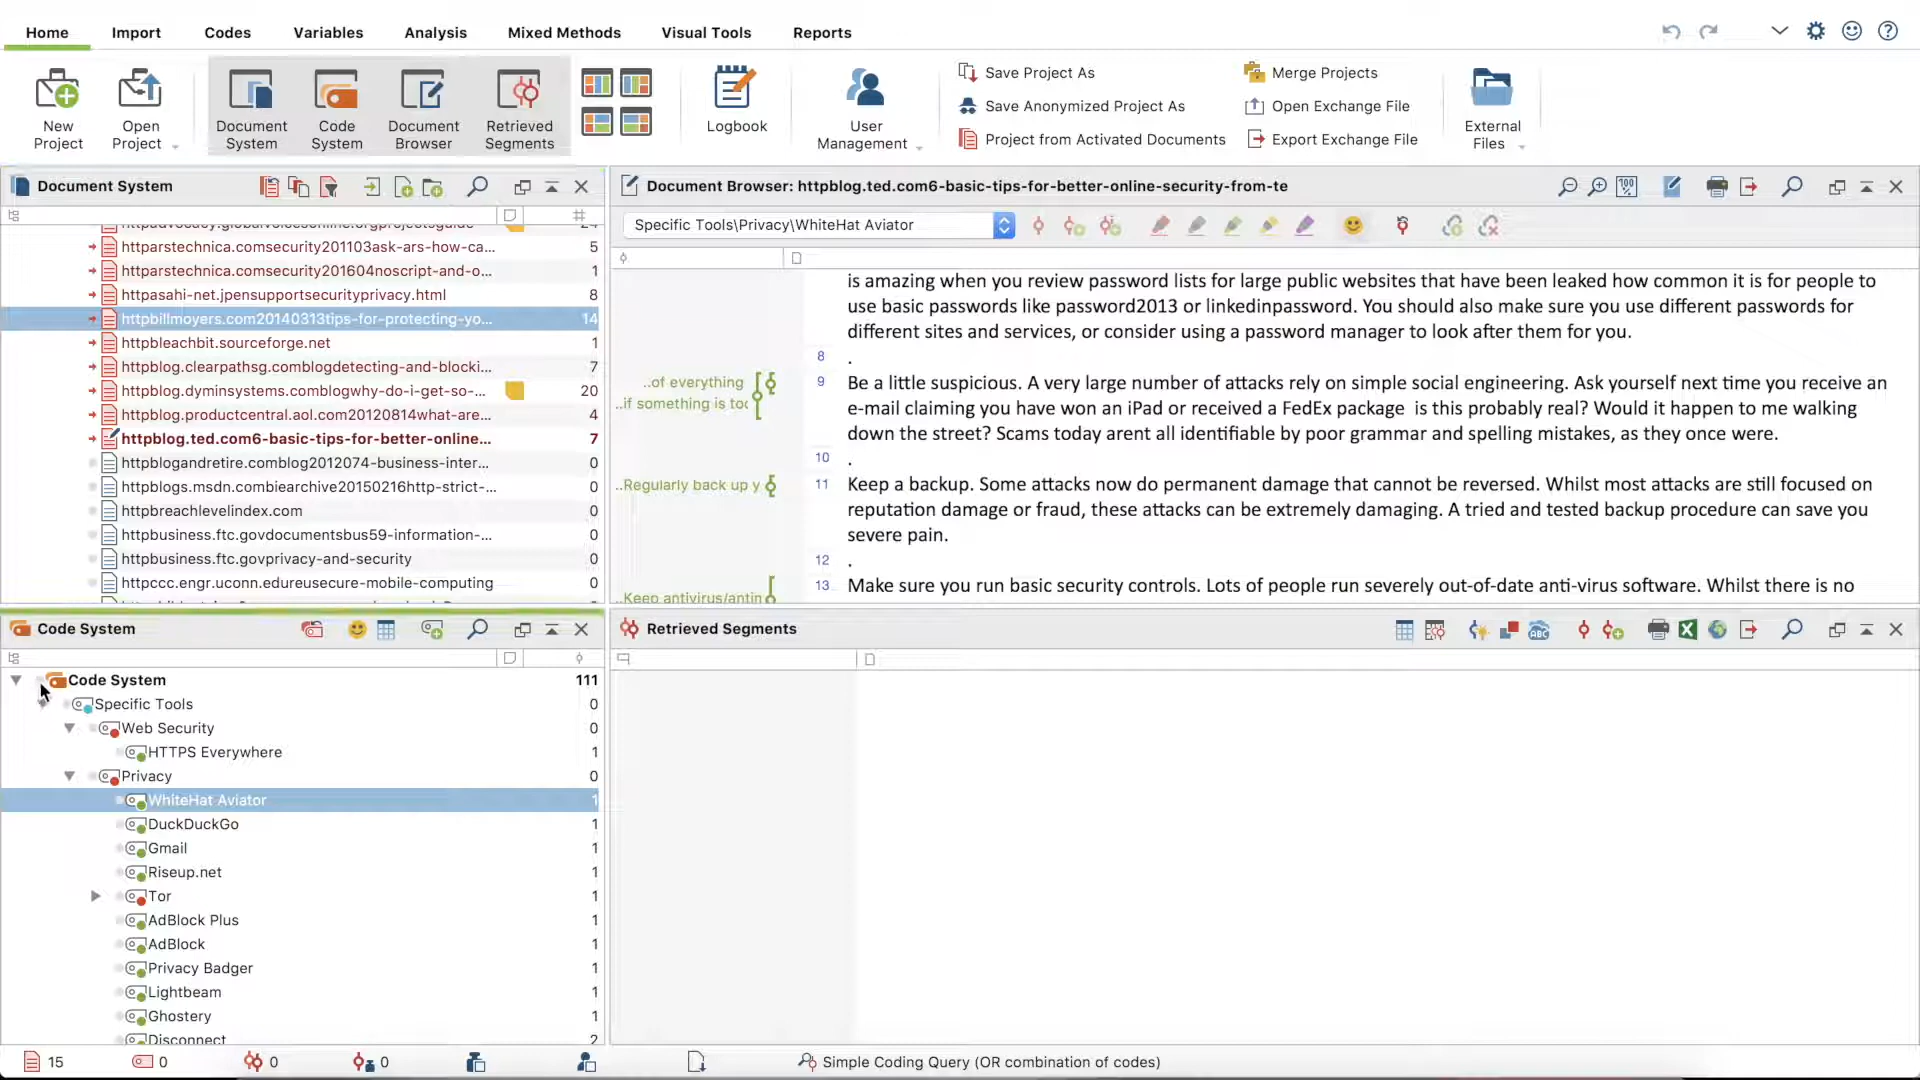 Home Import Codes Variables Analysis Mixed Methods Visual Tools Reports
New Project
Open Project
Document System
Code System
Document Browser
Retrieved Segments
Logbook
User Management
Save Project As
Save Anonymized Project As
Project from Activated Documents
Merge Projects
Open Exchange File
Export Exchange File
External Files
Document System
#
httparstechnica.comsecurity201103ask-ars-how-ca... 5
httparstechnica.comsecurity201604noscript-and-o... 1
httpasahi-net.jpensupportsecurityprivacy.html 8
httpbillmoyers.com20140313tips-for-protecting-yo... 14
httpbleachbit.sourceforge.net 1
httpblog.clearpathsg.comblogdetecting-and-blocki... 7
httpblog.dyminsystems.comblogwhy-do-i-get-so-... 20
httpblog.productcentral.aol.com20120814what-are... 4
httpblog.ted.com6-basic-tips-for-better-online... 7
httpblogandretire.comblog2012074-business-inter... 0
httpblogs.msdn.combiearchive20150216http-strict-... 0
httpbreachlevelindex.com 0
httpbusiness.ftc.govdocumentsbus59-information-... 0
httpbusiness.ftc.govprivacy-and-security 0
httpccc.engr.uconn.edureusecure-mobile-computing 0
Document Browser: httpblog.ted.com6-basic-tips-for-better-online-security-from-te
100%
Specific Tools\Privacy\WhiteHat Aviator
is amazing when you review password lists for large public websites that have been leaked how common it is for people to
use basic passwords like password2013 or linkedinpassword. You should also make sure you use different passwords for
different sites and services, or consider using a password manager to look after them for you.
8 .
..of everything 9 Be a little suspicious. A very large number of attacks rely on simple social engineering. Ask yourself next time you receive an
..if something is too e-mail claiming you have won an iPad or received a FedEx package  is this probably real? Would it happen to me walking
down the street? Scams today arent all identifiable by poor grammar and spelling mistakes, as they once were.
10 .
..Regularly back up y 11 Keep a backup. Some attacks now do permanent damage that cannot be reversed. Whilst most attacks are still focused on
reputation damage or fraud, these attacks can be extremely damaging. A tried and tested backup procedure can save you
severe pain.
12 .
..Keep antivirus/antim 13 Make sure you run basic security controls. Lots of people run severely out-of-date anti-virus software. Whilst there is no
Code System
Code System 111
Specific Tools 0
Web Security 0
HTTPS Everywhere 1
Privacy 0
WhiteHat Aviator 1
DuckDuckGo 1
Gmail 1
Riseup.net 1
Tor 1
AdBlock Plus 1
AdBlock 1
Privacy Badger 1
Lightbeam 1
Ghostery 1
Disconnect 2
Retrieved Segments
ABC
15 0 0 0 Simple Coding Query (OR combination of codes)